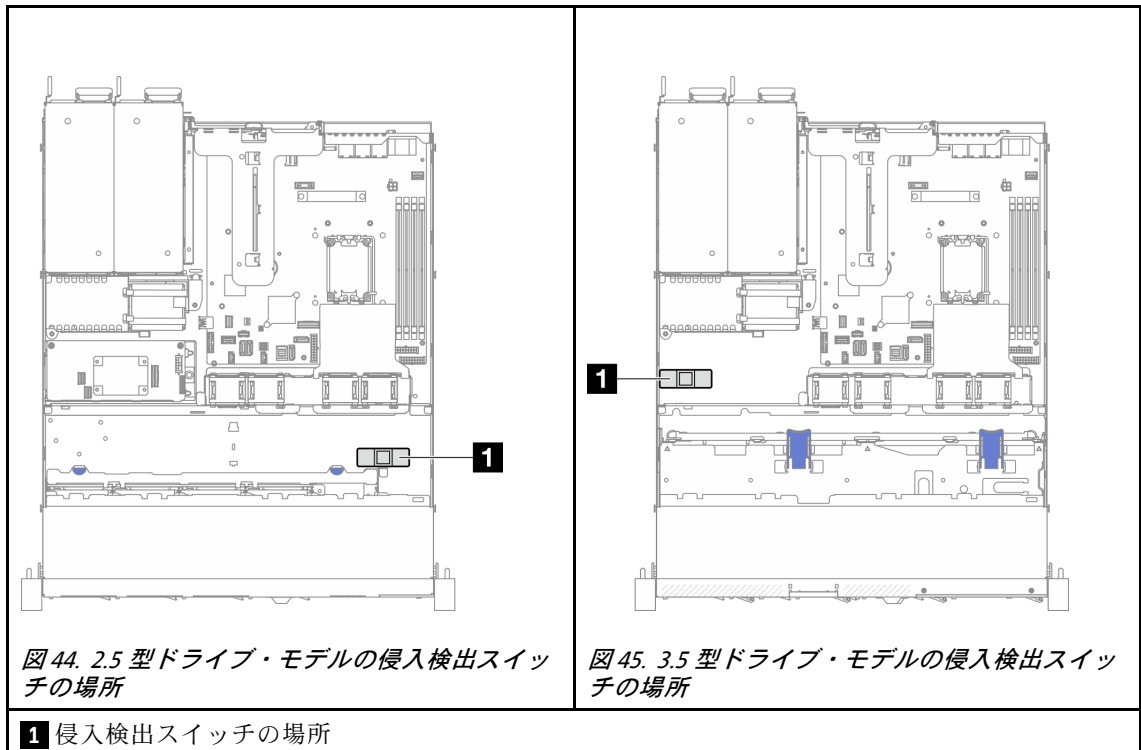 1
1
図 44. 2.5 型ドライブ・モデルの侵入検出スイッ
チの場所
図 45. 3.5 型ドライブ・モデルの侵入検出スイッ
チの場所
1 侵入検出スイッチの場所